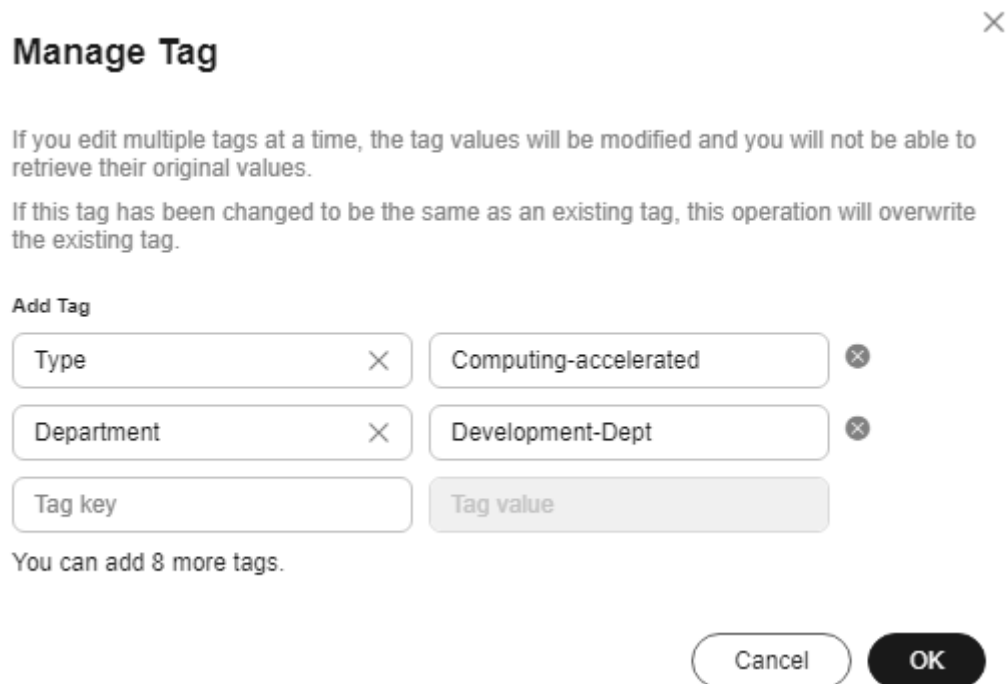 Manage Tag
If you edit multiple tags at a time, the tag values will be modified and you will not be able to
retrieve their original values.
If this tag has been changed to be the same as an existing tag, this operation will overwrite
the existing tag.
Add Tag
Type Computing-accelerated
Department Development-Dept
Tag key Tag value
You can add 8 more tags.
Cancel OK